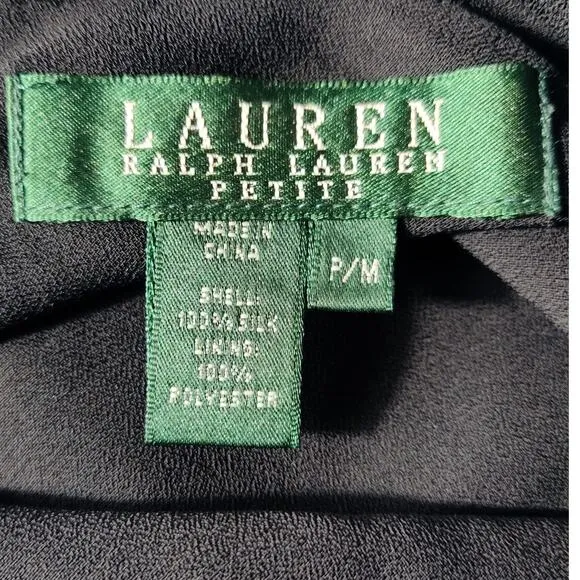 LAUREN
RALPH LAUREN
PETITE
MADE IN
CHINA
P/M
SHELL:
100% SILK
LINING:
100%
POLYESTER